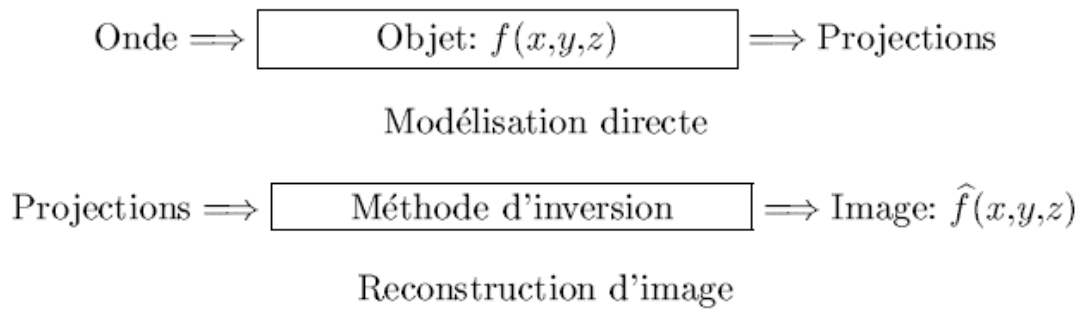 Onde ⟹ Objet: f(x,y,z) ⟹ Projections
Modélisation directe
Projections ⟹ Méthode d'inversion ⟹ Image: f̂(x,y,z)
Reconstruction d'image